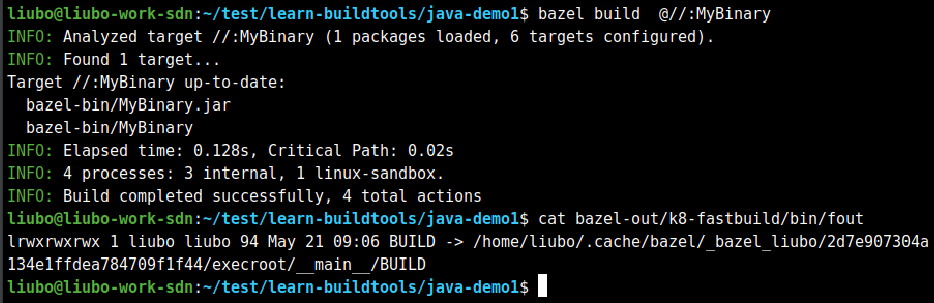 liubo@liubo-work-sdn:~/test/learn-buildtools/java-demo1$ bazel build  @//:MyBinary
INFO: Analyzed target //:MyBinary (1 packages loaded, 6 targets configured).
INFO: Found 1 target...
Target //:MyBinary up-to-date:
  bazel-bin/MyBinary.jar
  bazel-bin/MyBinary
INFO: Elapsed time: 0.128s, Critical Path: 0.02s
INFO: 4 processes: 3 internal, 1 linux-sandbox.
INFO: Build completed successfully, 4 total actions
liubo@liubo-work-sdn:~/test/learn-buildtools/java-demo1$ cat bazel-out/k8-fastbuild/bin/fout
lrwxrwxrwx 1 liubo liubo 94 May 21 09:06 BUILD -> /home/liubo/.cache/bazel/_bazel_liubo/2d7e907304a
134e1ffdea784709f1f44/execroot/__main__/BUILD
liubo@liubo-work-sdn:~/test/learn-buildtools/java-demo1$